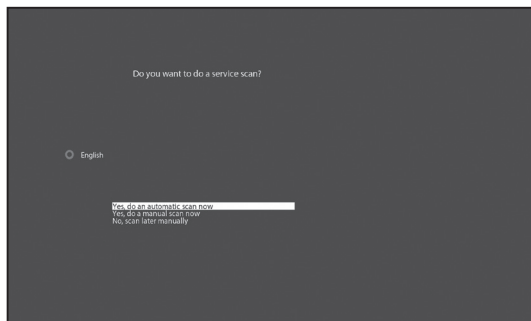 Do you want to do a service scan?
English
Yes, do an automatic scan now
Yes, do a manual scan now
No, scan later manually